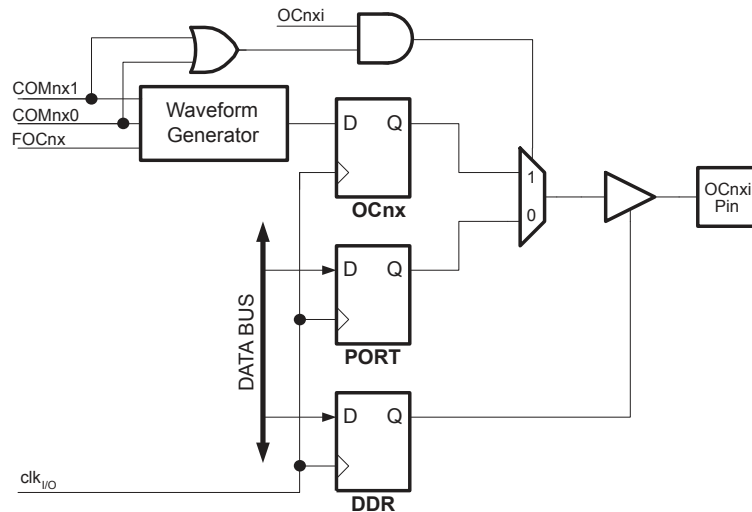 OCnxi
COMnx1
COMnx0
FOCnx
Waveform
Generator
D Q
OCnx
1
0
OCnxi
Pin
DATA BUS
D Q
PORT
D Q
DDR
clkI/O